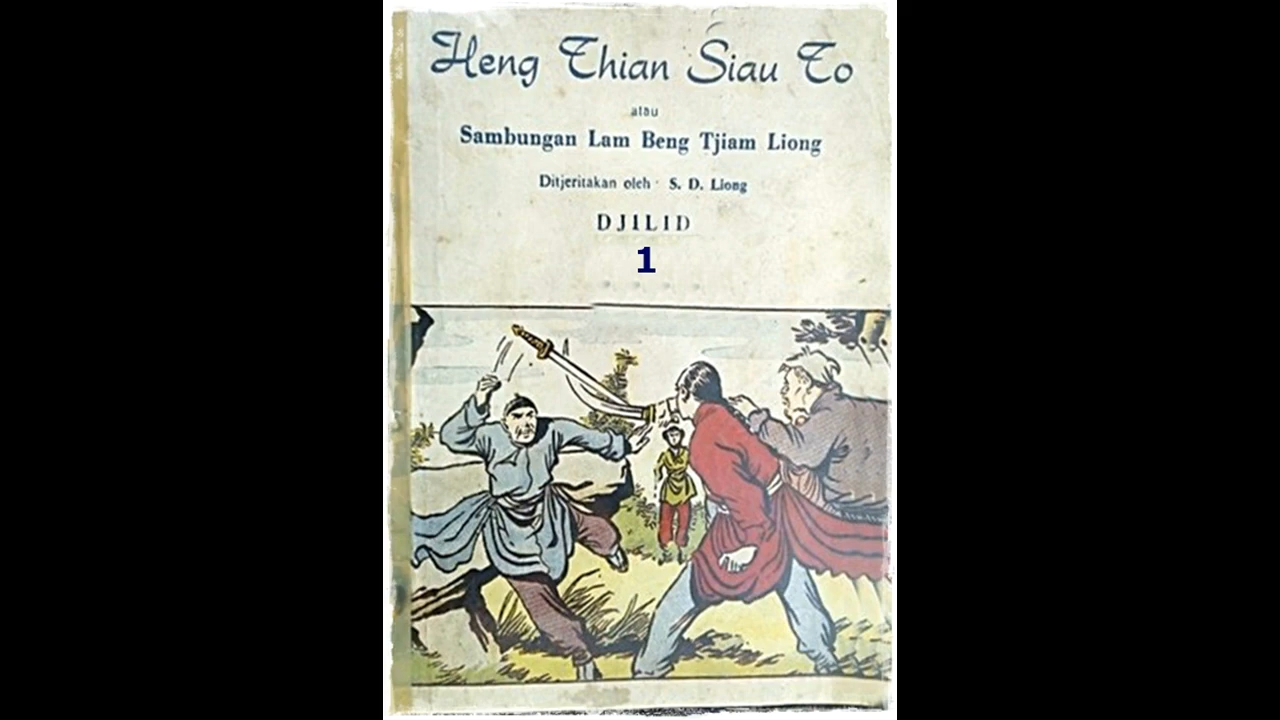 Heng Thian Siau To
atau
Sambungan Lam Beng Tjiam Liong
Ditjeritakan oleh S. D. Liong
DJILID
1